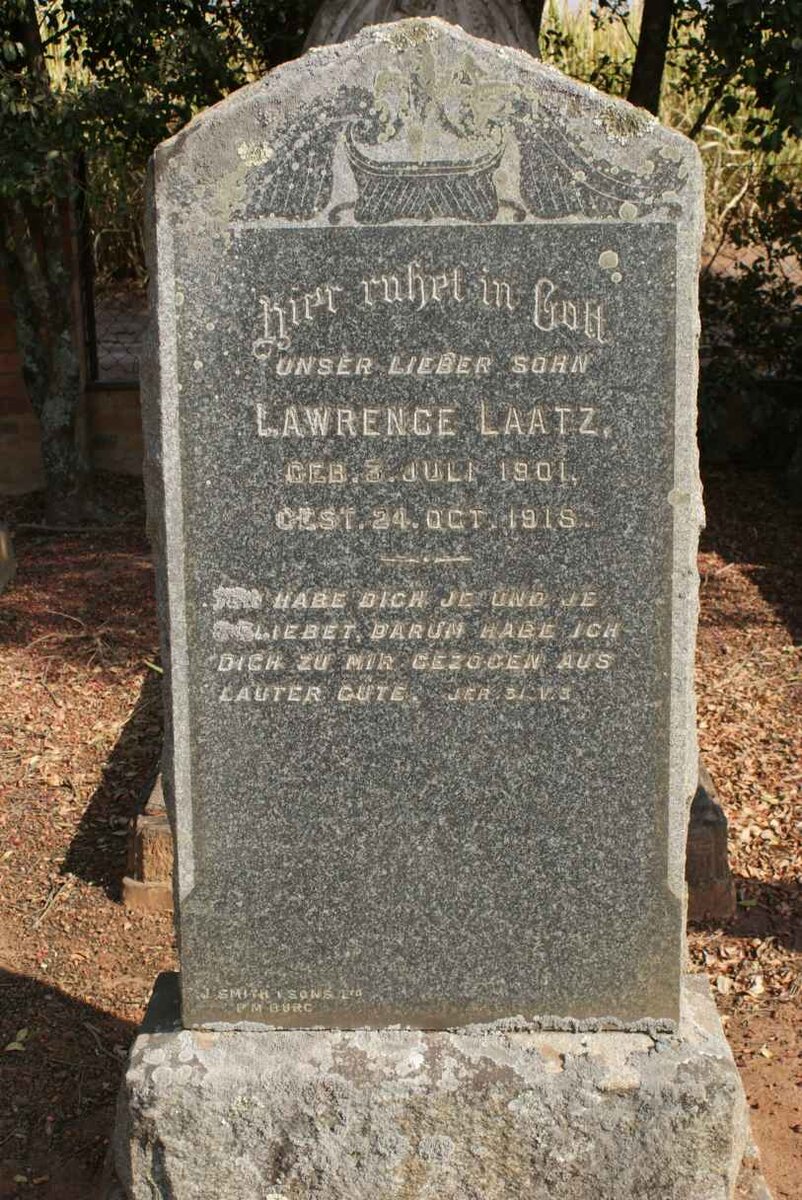 Hier ruhet in Gott
UNSER LIEBER SOHN
LAWRENCE LAATZ.
GEB. 3. JULI 1901.
GEST. 24. OCT. 1918.
ICH HABE DICH JE UND JE
GELIEBET, DARUM HABE ICH
DICH ZU MIR GEZOGEN AUS
LAUTER GUTE. JER. 31. V. 3
J. SMITH & SONS LTD
P M BURG